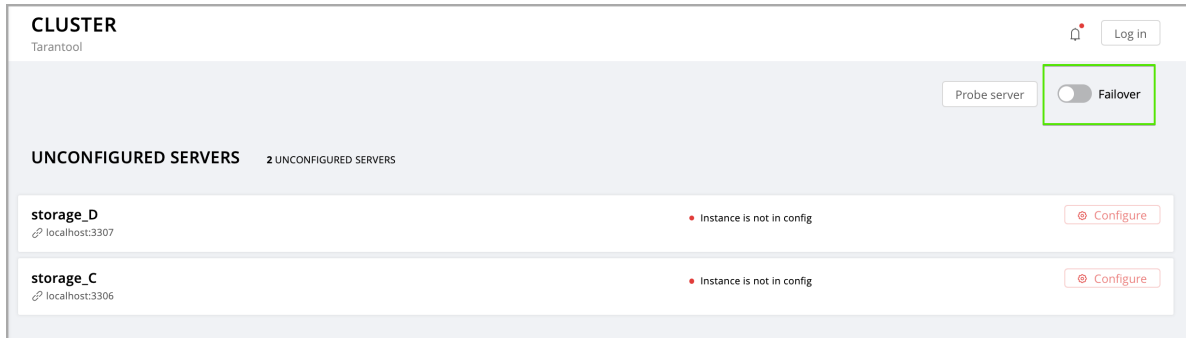 CLUSTER
Tarantool
Log in
Probe server
Failover
UNCONFIGURED SERVERS 2 UNCONFIGURED SERVERS
storage_D
localhost:3307
Instance is not in config
Configure
storage_C
localhost:3306
Instance is not in config
Configure